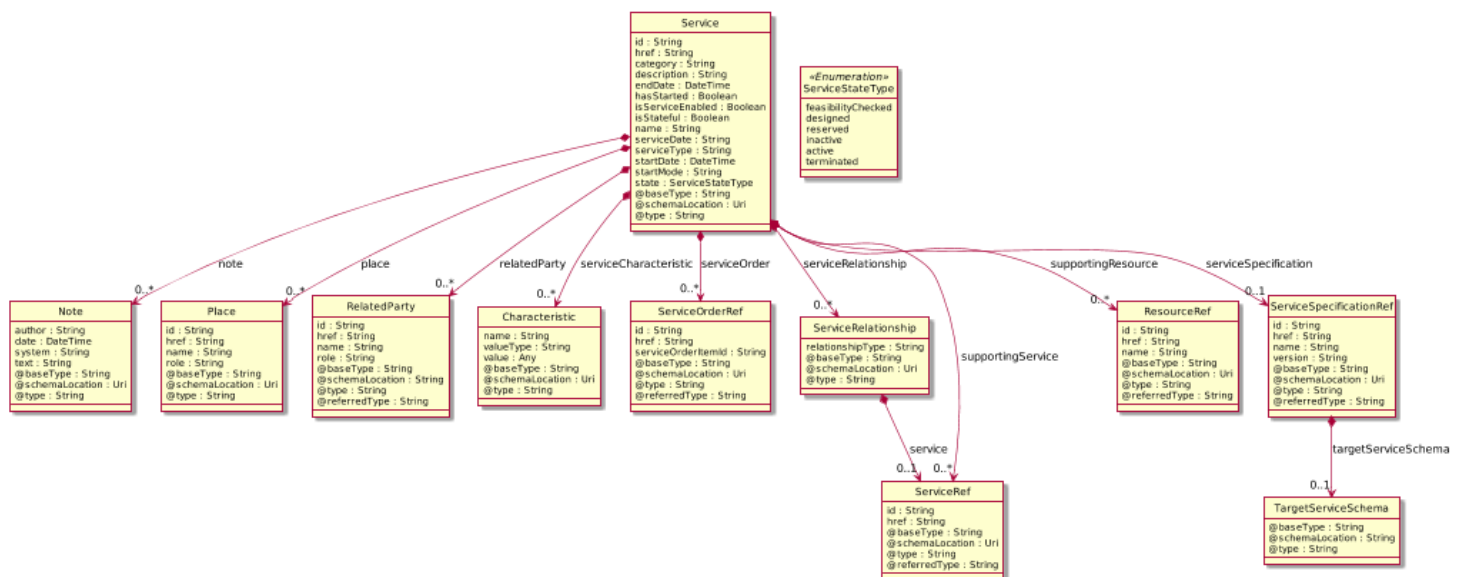 Service
id : String
href : String
category : String
description : String
endDate : DateTime
hasStarted : Boolean
isServiceEnabled : Boolean
isStateful : Boolean
name : String
serviceDate : String
serviceType : String
startDate : DateTime
startMode : String
state : ServiceStateType
@baseType : String
@schemaLocation : Uri
@type : String
«Enumeration»
ServiceStateType
feasibilityChecked
designed
reserved
inactive
active
terminated
note
0..*
place
0..*
relatedParty
0..*
serviceCharacteristic
0..*
serviceOrder
0..*
serviceRelationship
0..*
supportingService
0..*
supportingResource
0..*
serviceSpecification
0..1
Note
author : String
date : DateTime
system : String
text : String
@baseType : String
@schemaLocation : Uri
@type : String
Place
id : String
href : String
name : String
role : String
@baseType : String
@schemaLocation : Uri
@type : String
RelatedParty
id : String
href : String
name : String
role : String
@baseType : String
@schemaLocation : String
@type : String
@referredType : String
Characteristic
name : String
valueType : String
value : Any
@baseType : String
@schemaLocation : Uri
@type : String
ServiceOrderRef
id : String
href : String
serviceOrderItemId : String
@baseType : String
@schemaLocation : Uri
@type : String
@referredType : String
ServiceRelationship
relationshipType : String
@baseType : String
@schemaLocation : Uri
@type : String
ResourceRef
id : String
href : String
name : String
@baseType : String
@schemaLocation : Uri
@type : String
@referredType : String
ServiceSpecificationRef
id : String
href : String
name : String
version : String
@baseType : String
@schemaLocation : Uri
@type : String
@referredType : String
service
0..1
targetServiceSchema
0..1
ServiceRef
id : String
href : String
@baseType : String
@schemaLocation : Uri
@type : String
@referredType : String
TargetServiceSchema
@baseType : String
@schemaLocation : String
@type : String